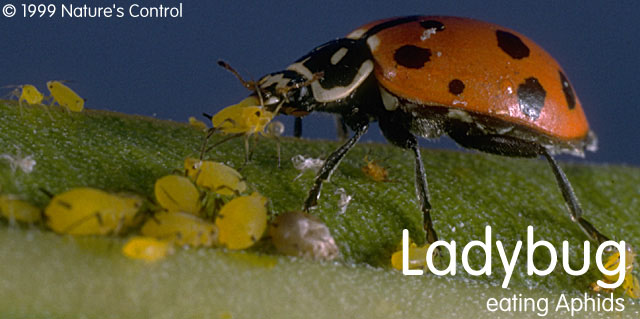 © 1999 Nature's Control
Ladybug
eating Aphids